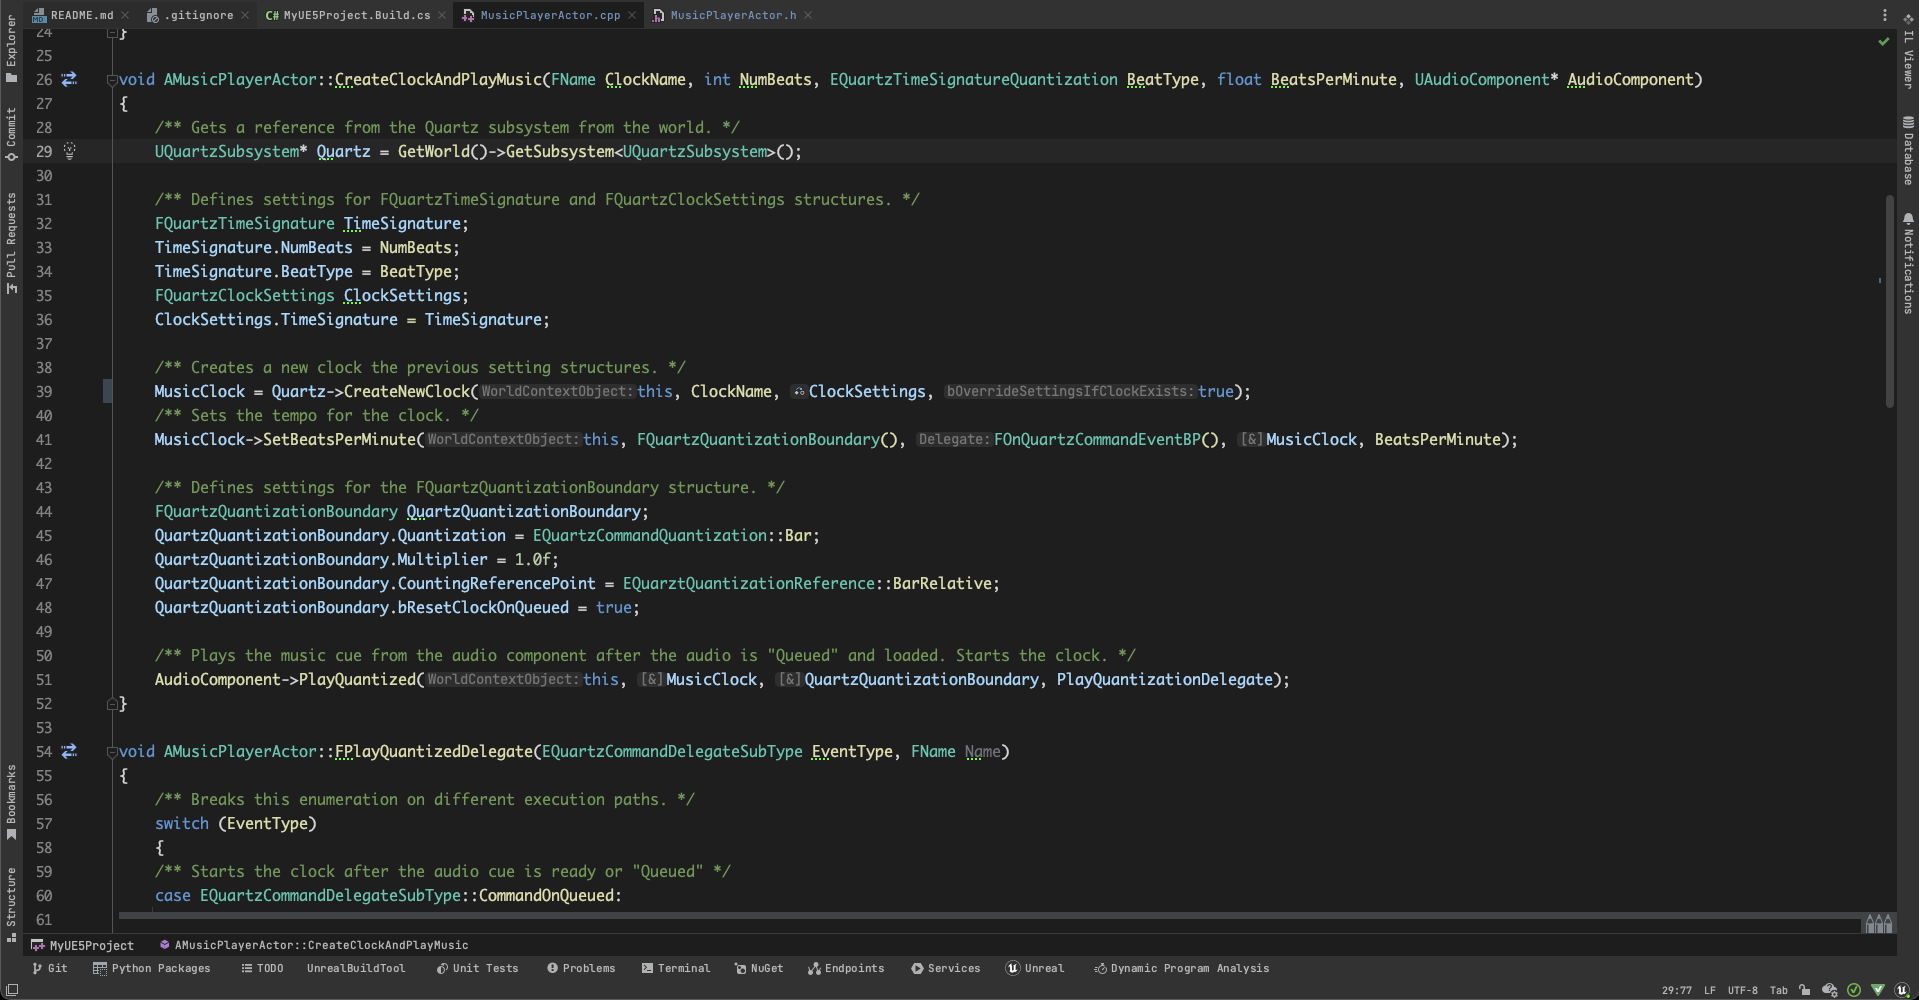 README.md .gitignore C# MyUE5Project.Build.cs MusicPlayerActor.cpp MusicPlayerActor.h
24 }
25
26 void AMusicPlayerActor::CreateClockAndPlayMusic(FName ClockName, int NumBeats, EQuartzTimeSignatureQuantization BeatType, float BeatsPerMinute, UAudioComponent* AudioComponent)
27 {
28 /** Gets a reference from the Quartz subsystem from the world. */
29 UQuartzSubsystem* Quartz = GetWorld()->GetSubsystem<UQuartzSubsystem>();
30
31 /** Defines settings for FQuartzTimeSignature and FQuartzClockSettings structures. */
32 FQuartzTimeSignature TimeSignature;
33 TimeSignature.NumBeats = NumBeats;
34 TimeSignature.BeatType = BeatType;
35 FQuartzClockSettings ClockSettings;
36 ClockSettings.TimeSignature = TimeSignature;
37
38 /** Creates a new clock the previous setting structures. */
39 MusicClock = Quartz->CreateNewClock(WorldContextObject: this, ClockName, ClockSettings, bOverrideSettingsIfClockExists: true);
40 /** Sets the tempo for the clock. */
41 MusicClock->SetBeatsPerMinute(WorldContextObject: this, FQuartzQuantizationBoundary(), Delegate: FOnQuartzCommandEventBP(), [&] MusicClock, BeatsPerMinute);
42
43 /** Defines settings for the FQuartzQuantizationBoundary structure. */
44 FQuartzQuantizationBoundary QuartzQuantizationBoundary;
45 QuartzQuantizationBoundary.Quantization = EQuartzCommandQuantization::Bar;
46 QuartzQuantizationBoundary.Multiplier = 1.0f;
47 QuartzQuantizationBoundary.CountingReferencePoint = EQuarztQuantizationReference::BarRelative;
48 QuartzQuantizationBoundary.bResetClockOnQueued = true;
49
50 /** Plays the music cue from the audio component after the audio is "Queued" and loaded. Starts the clock. */
51 AudioComponent->PlayQuantized(WorldContextObject: this, [&] MusicClock, [&] QuartzQuantizationBoundary, PlayQuantizationDelegate);
52 }
53
54 void AMusicPlayerActor::FPlayQuantizedDelegate(EQuartzCommandDelegateSubType EventType, FName Name)
55 {
56 /** Breaks this enumeration on different execution paths. */
57 switch (EventType)
58 {
59 /** Starts the clock after the audio cue is ready or "Queued" */
60 case EQuartzCommandDelegateSubType::CommandOnQueued:
61
Explorer
Commit
Pull Requests
Bookmarks
Structure
IL Viewer
Database
Notifications
MyUE5Project AMusicPlayerActor::CreateClockAndPlayMusic
Git Python Packages TODO UnrealBuildTool Unit Tests Problems Terminal NuGet Endpoints Services Unreal Dynamic Program Analysis
29:77 LF UTF-8 Tab